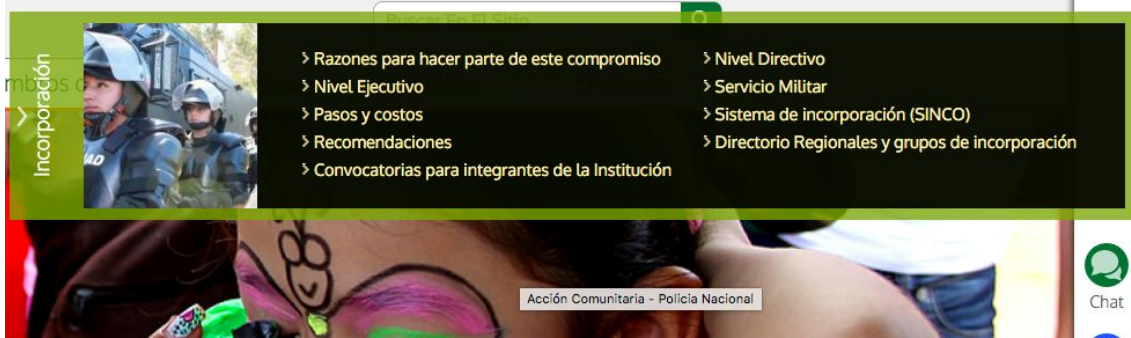 Buscar En El Sitio
Incorporación
Razones para hacer parte de este compromiso
Nivel Ejecutivo
Pasos y costos
Recomendaciones
Convocatorias para integrantes de la Institución
Nivel Directivo
Servicio Militar
Sistema de incorporación (SINCO)
Directorio Regionales y grupos de incorporación
Acción Comunitaria - Policia Nacional
Chat